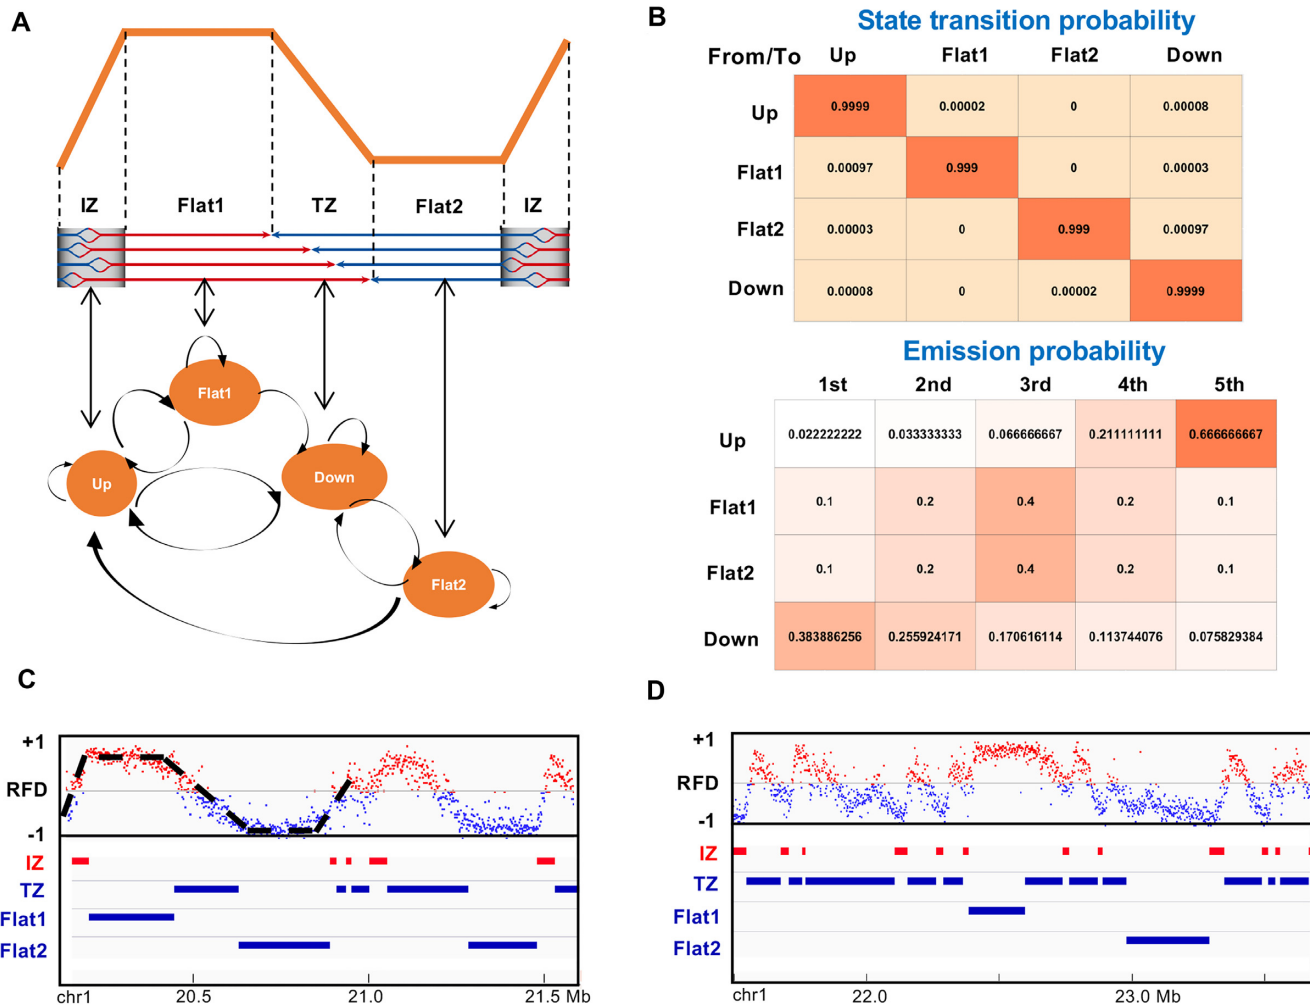 A
IZ Flat1 TZ Flat2 IZ
Flat1
Down
Up
Flat2
B
State transition probability
From/To Up Flat1 Flat2 Down
Up 0.9999 0.00002 0 0.00008
Flat1 0.00097 0.999 0 0.00003
Flat2 0.00003 0 0.999 0.00097
Down 0.00008 0 0.00002 0.9999
Emission probability
1st 2nd 3rd 4th 5th
Up 0.022222222 0.033333333 0.066666667 0.211111111 0.666666667
Flat1 0.1 0.2 0.4 0.2 0.1
Flat2 0.1 0.2 0.4 0.2 0.1
Down 0.383886256 0.255924171 0.170616114 0.113744076 0.075829384
C
+1
RFD
-1
IZ
TZ
Flat1
Flat2
chr1 20.5 21.0 21.5 Mb
D
+1
RFD
-1
IZ
TZ
Flat1
Flat2
chr1 22.0 23.0 Mb